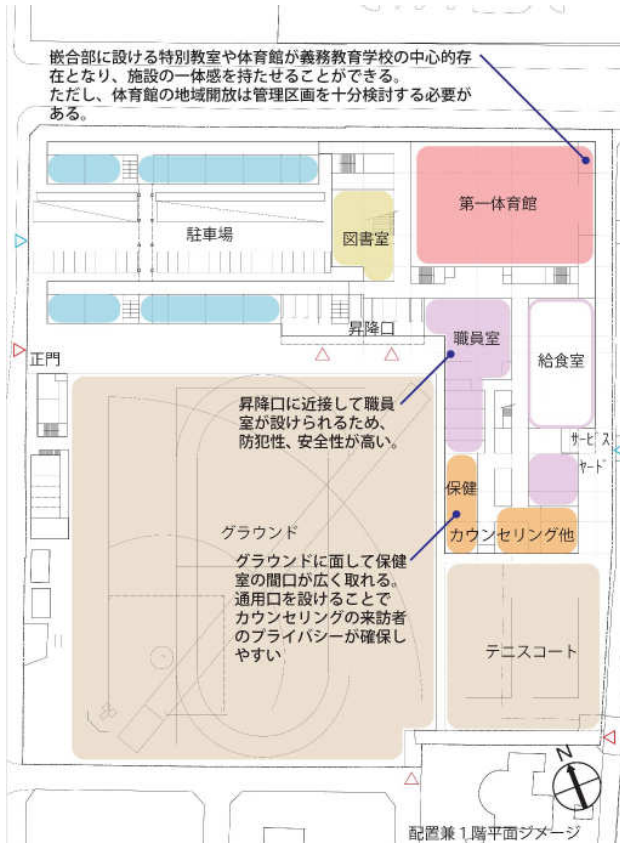 嵌合部に設ける特別教室や体育館が義務教育学校の中心的存
在となり、施設の一体感を持たせることができる。
ただし、体育館の地域開放は管理区画を十分検討する必要が
ある。
第一体育館
図書室
駐車場
昇降口
職員室
給食室
正門
昇降口に近接して職員
室が設けられるため、
防犯性、安全性が高い。
サービス
ヤード
保健
カウンセリング他
グラウンド
グラウンドに面して保健
室の間口が広く取れる。
通用口を設けることで
カウンセリングの来訪者
のプライバシーが確保し
やすい
テニスコート
N
配置兼1階平面ジメージ